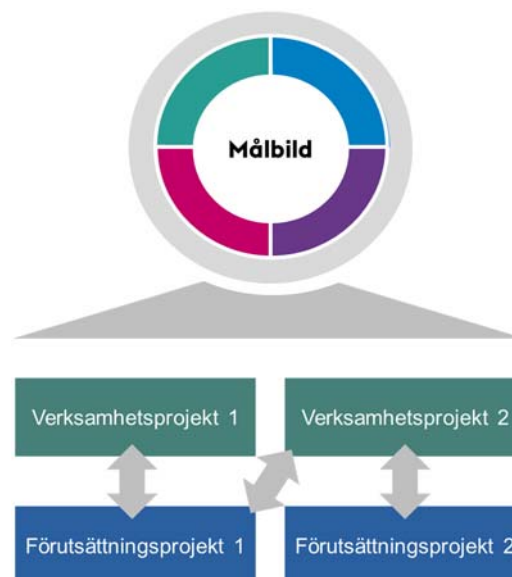 Målbild
Verksamhetsprojekt 1
Verksamhetsprojekt 2
Förutsättningsprojekt 1
Förutsättningsprojekt 2